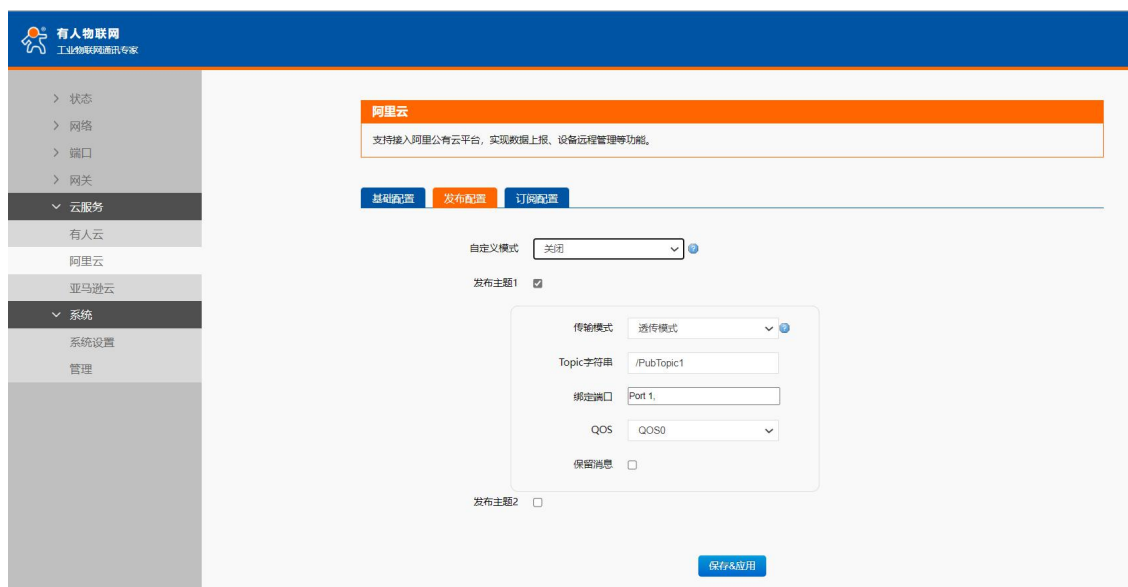 有人物联网
工业物联网通讯专家
状态
网络
端口
网关
云服务
有人云
阿里云
亚马逊云
系统
系统设置
管理
阿里云
支持接入阿里公有云平台，实现数据上报、设备远程管理等功能。
基础配置 发布配置 订阅配置
自定义模式 关闭
发布主题1
传输模式 透传模式
Topic字符串 /PubTopic1
绑定端口 Port 1,
QOS QOS0
保留消息
发布主题2
保存&应用